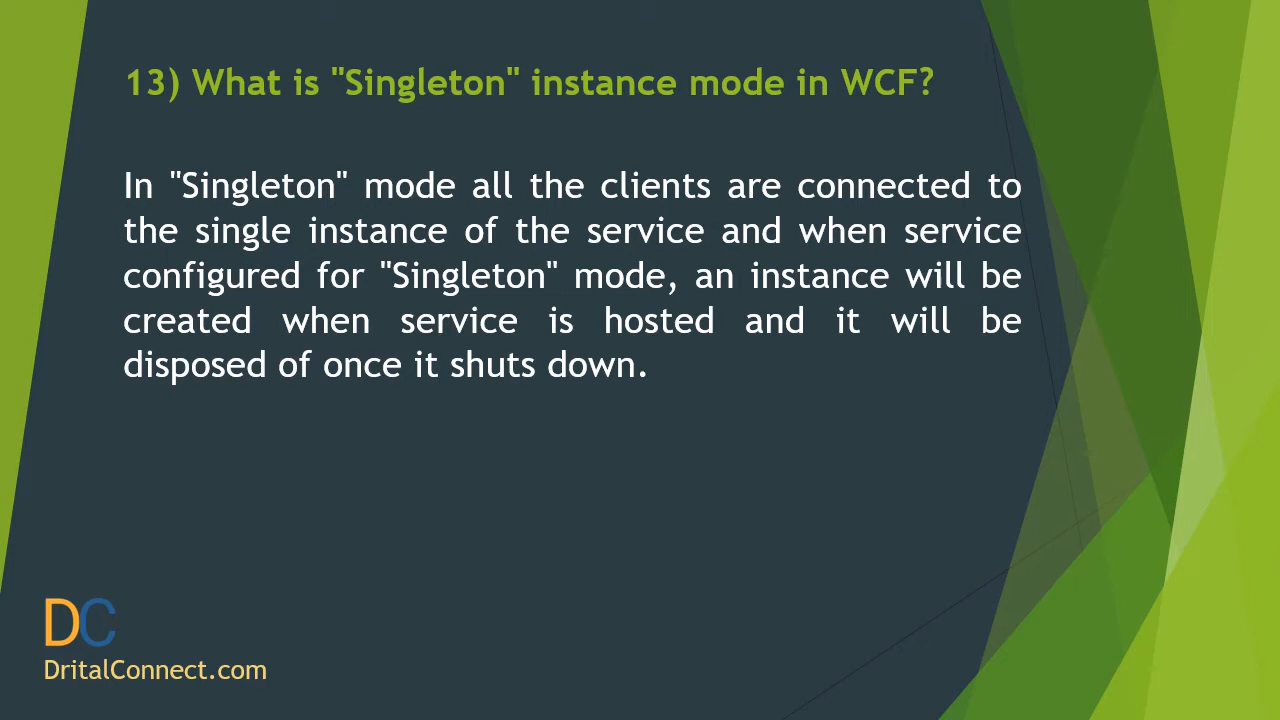 13) What is "Singleton" instance mode in WCF?
In "Singleton" mode all the clients are connected to
the single instance of the service and when service
configured for "Singleton" mode, an instance will be
created when service is hosted and it will be
disposed of once it shuts down.
DC
DritalConnect.com